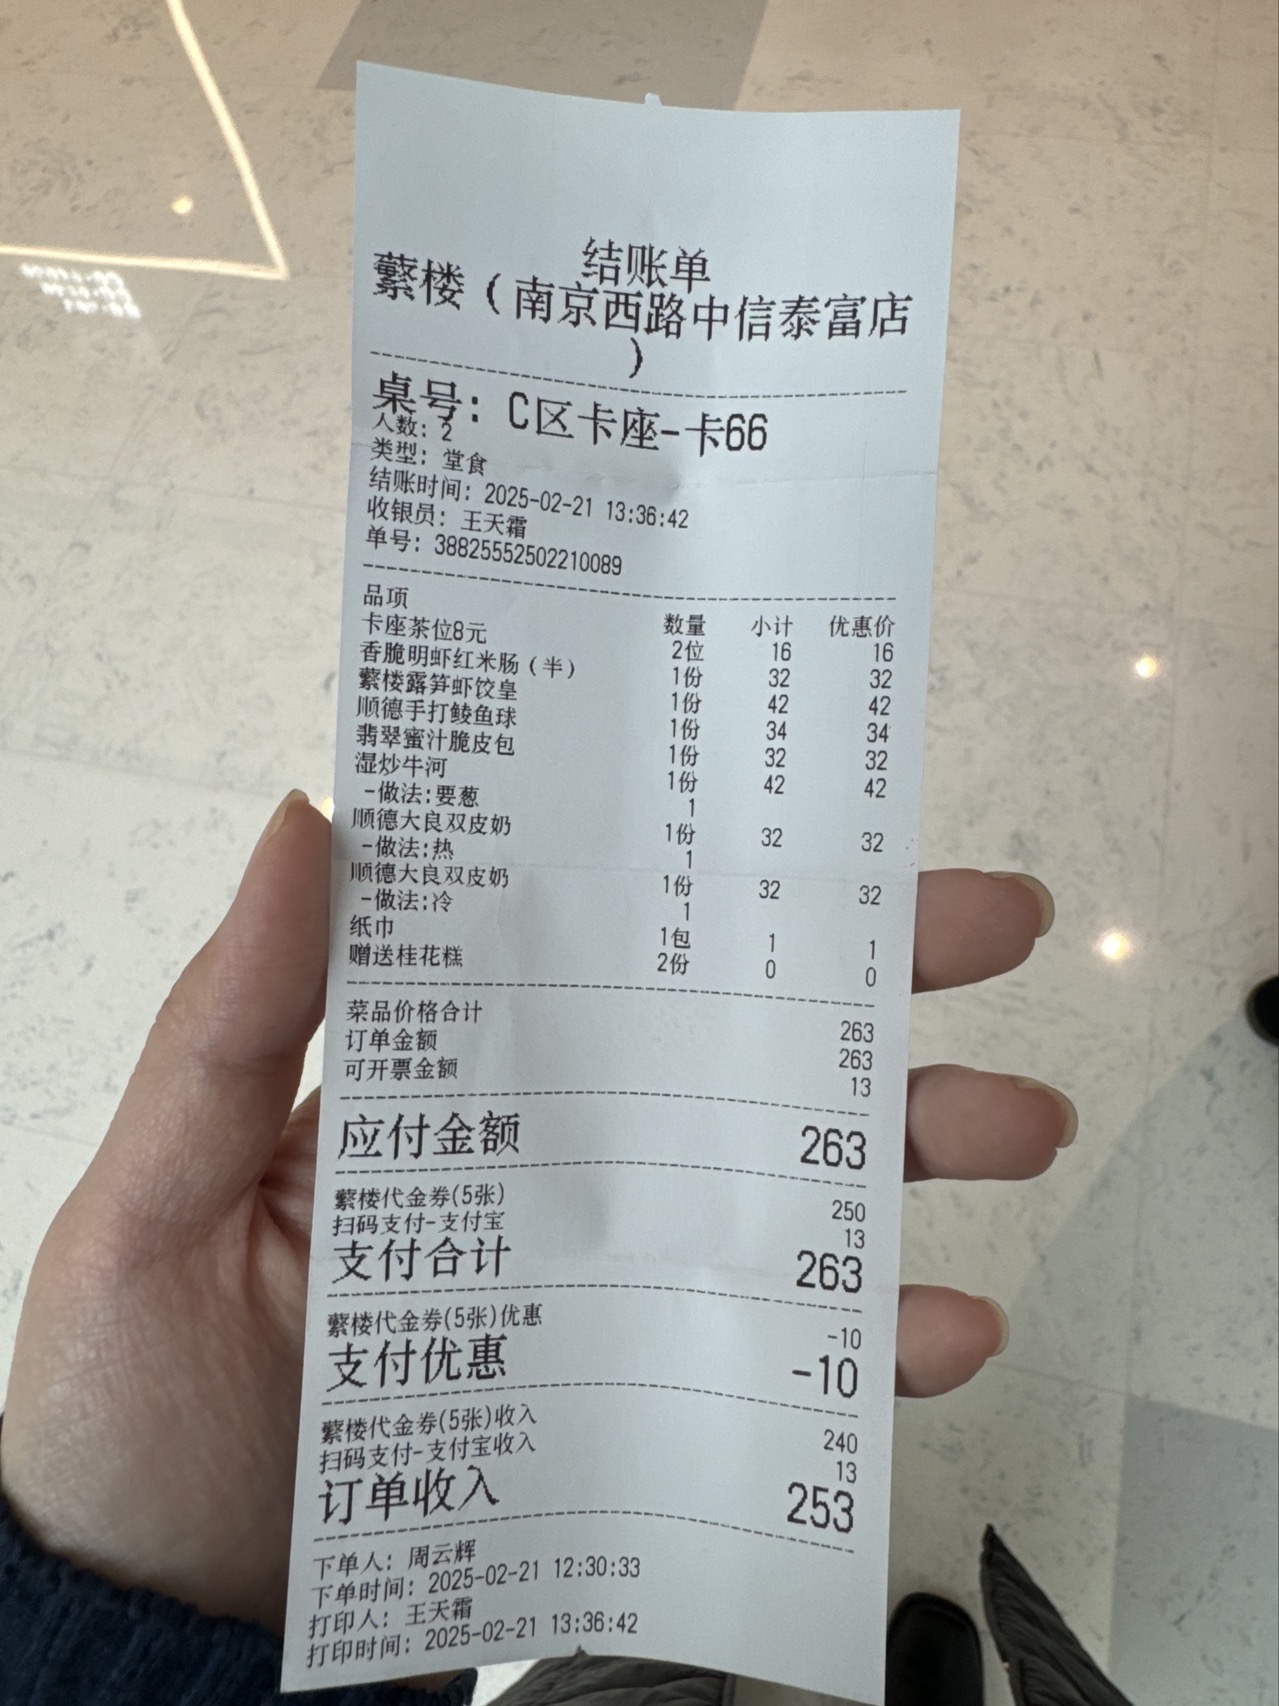 结账单
蘩楼（南京西路中信泰富店
）
桌号：C区卡座-卡66
人数：2
类型：堂食
结账时间：2025-02-21 13:36:42
收银员：王天霜
单号：38825552502210089
品项 数量 小计 优惠价
卡座茶位8元 2位 16 16
香脆明虾红米肠（半） 1份 32 32
蘩楼露笋虾饺皇 1份 42 42
顺德手打鲮鱼球 1份 34 34
翡翠蜜汁脆皮包 1份 32 32
湿炒牛河 1份 42 42
-做法:要葱 1
顺德大良双皮奶 1份 32 32
-做法:热 1
顺德大良双皮奶 1份 32 32
-做法:冷 1
纸巾 1包 1 1
赠送桂花糕 2份 0 0
菜品价格合计 263
订单金额 263
可开票金额 13
应付金额 263
蘩楼代金券(5张) 250
扫码支付-支付宝 13
支付合计 263
蘩楼代金券(5张)优惠 -10
支付优惠 -10
蘩楼代金券(5张)收入 240
扫码支付-支付宝收入 13
订单收入 253
下单人：周云辉
下单时间：2025-02-21 12:30:33
打印人：王天霜
打印时间：2025-02-21 13:36:42